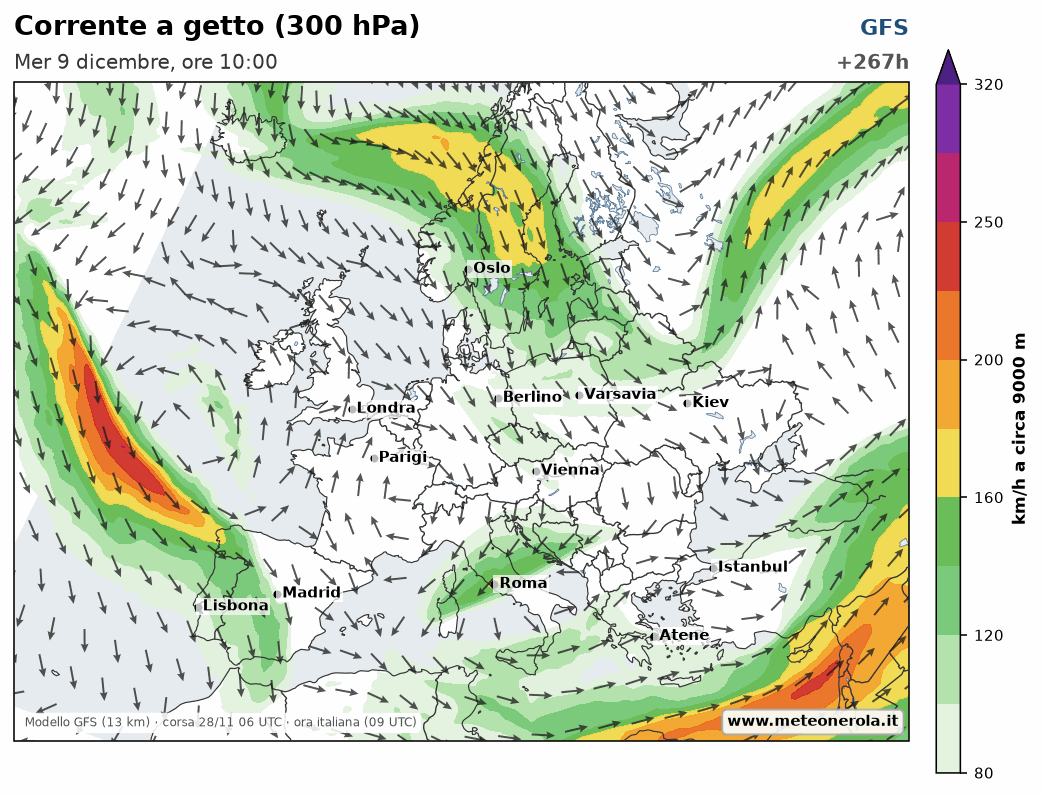 Corrente a getto (300 hPa)
GFS
Mer 9 dicembre, ore 10:00
+267h
320
250
200
160
120
80
km/h a circa 9000 m
Oslo
Berlino
Varsavia
Kiev
Londra
Parigi
Vienna
Istanbul
Roma
Madrid
Lisbona
Atene
Modello GFS (13 km) · corsa 28/11 06 UTC · ora italiana (09 UTC)
www.meteonerola.it